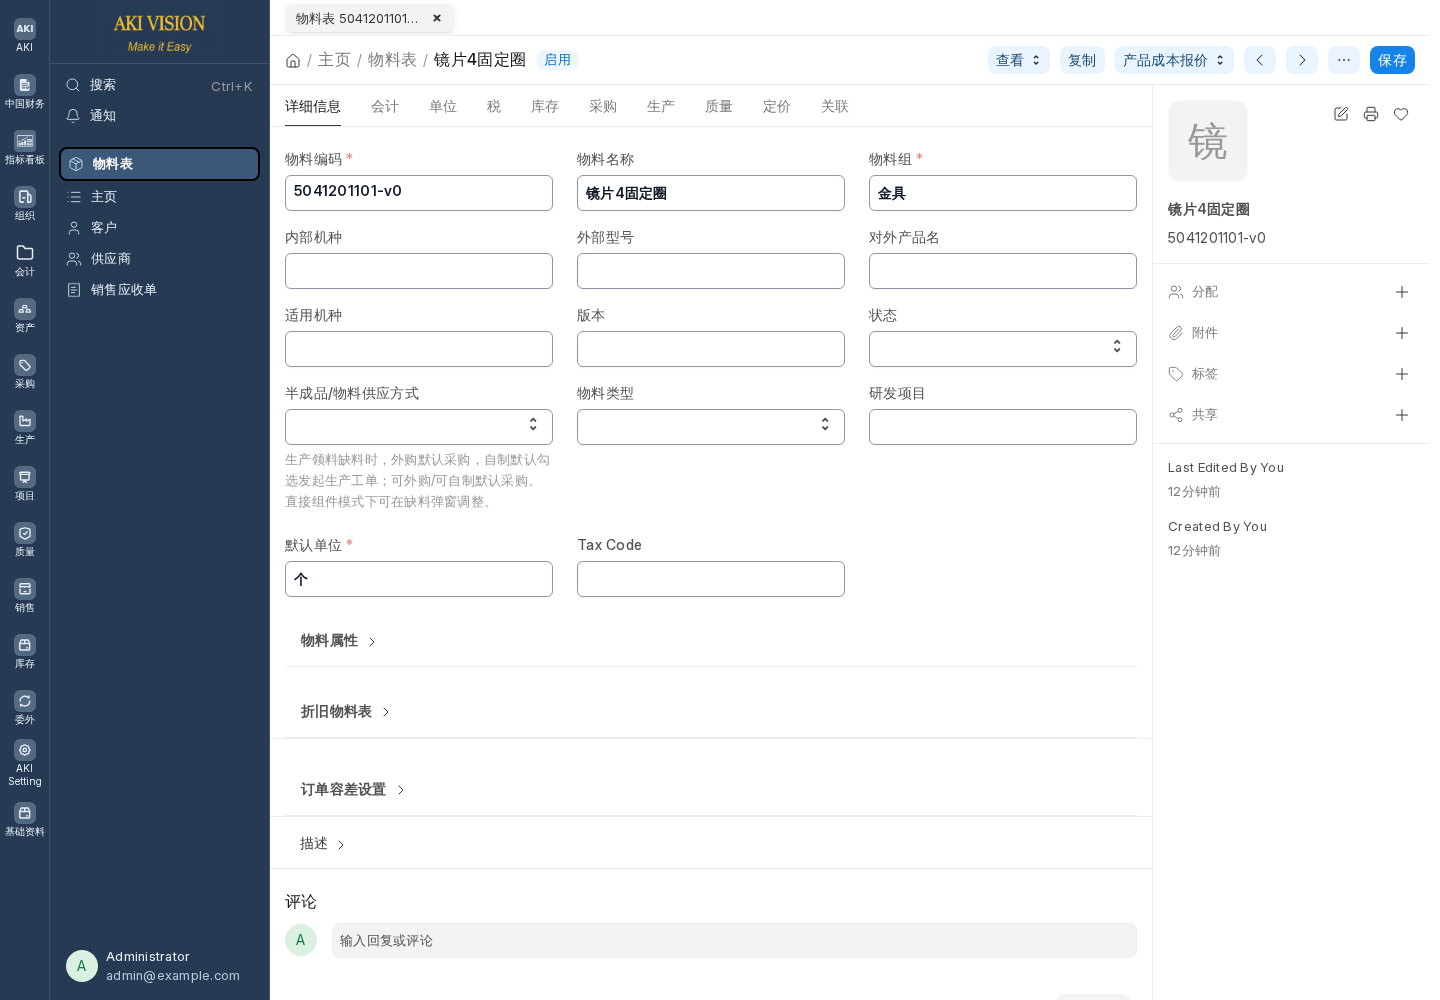 AKI
AKI
中国财务
指标看板
组织
会计
资产
采购
生产
项目
质量
销售
库存
委外
AKI
Setting
基础资料
AKI VISION
Make it Easy
搜索 Ctrl+K
通知
物料表
主页
客户
供应商
销售应收单
A
Administrator
admin@example.com
物料表 5041201101... ×
/ 主页 / 物料表 / 镜片4固定圈 启用
查看 复制 产品成本报价 ··· 保存
详细信息 会计 单位 税 库存 采购 生产 质量 定价 关联
物料编码 * 物料名称 物料组 *
5041201101-v0 镜片4固定圈 金具
内部机种 外部型号 对外产品名
适用机种 版本 状态
半成品/物料供应方式 物料类型 研发项目
生产领料缺料时，外购默认采购，自制默认勾
选发起生产工单；可外购/可自制默认采购。
直接组件模式下可在缺料弹窗调整。
默认单位 * Tax Code
个
物料属性
折旧物料表
订单容差设置
描述
评论
A 输入回复或评论
镜
镜片4固定圈
5041201101-v0
分配
附件
标签
共享
Last Edited By You
12分钟前
Created By You
12分钟前